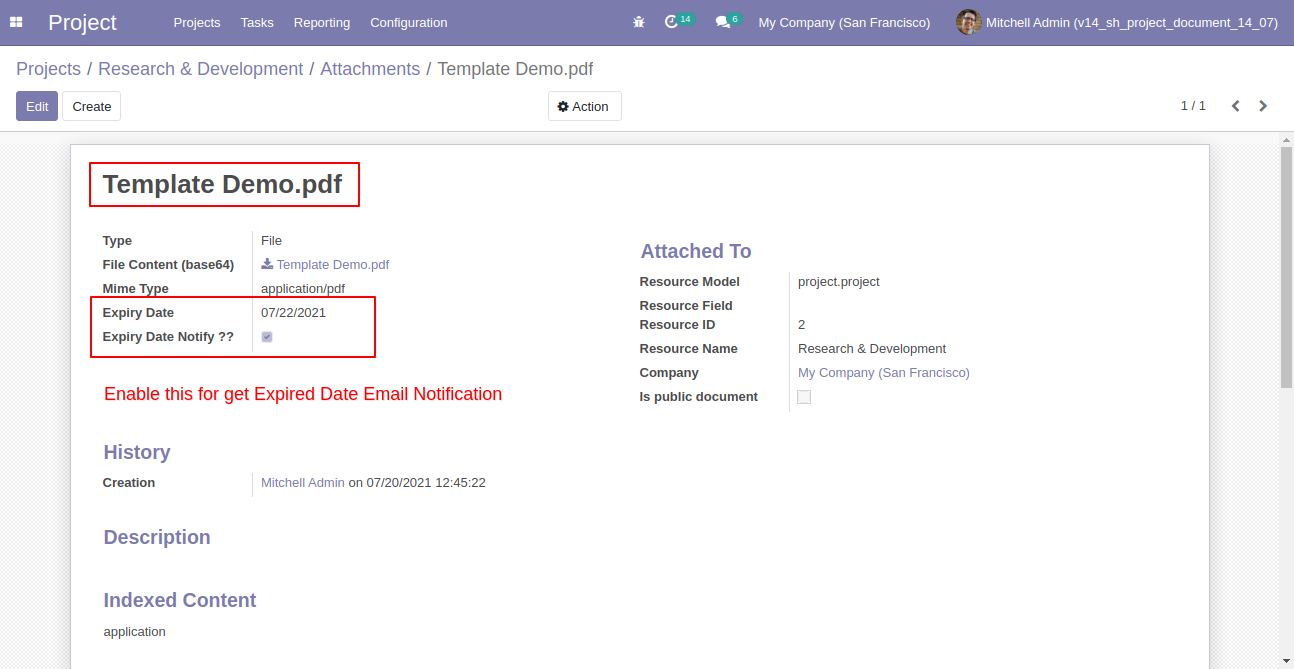 Project Projects Tasks Reporting Configuration 14 6 My Company (San Francisco) Mitchell Admin (v14_sh_project_document_14_07)
Projects / Research & Development / Attachments / Template Demo.pdf
Edit Create Action 1 / 1
Template Demo.pdf
Type File
File Content (base64) Template Demo.pdf
Mime Type application/pdf
Expiry Date 07/22/2021
Expiry Date Notify ??
Enable this for get Expired Date Email Notification
Attached To
Resource Model project.project
Resource Field
Resource ID 2
Resource Name Research & Development
Company My Company (San Francisco)
Is public document
History
Creation Mitchell Admin on 07/20/2021 12:45:22
Description
Indexed Content
application